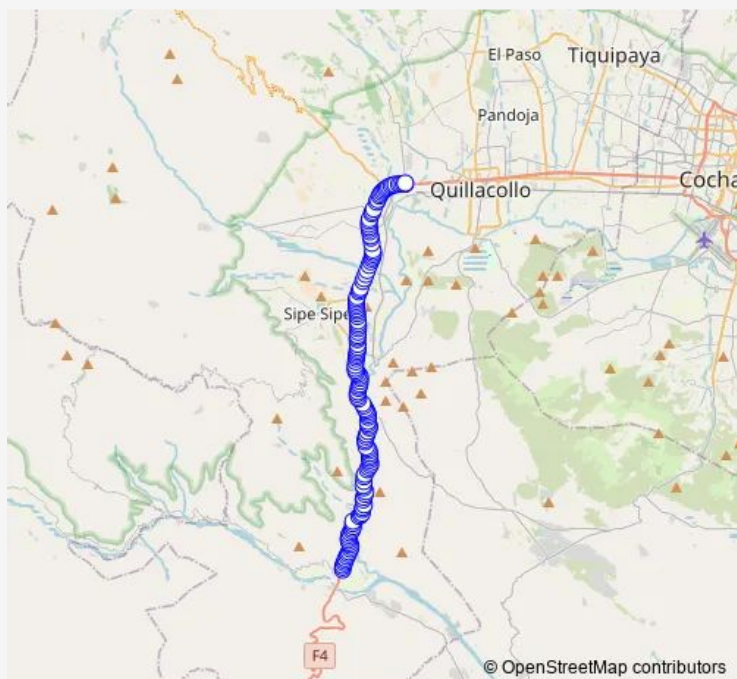 El Paso
Tiquipaya
Pandoja
Quillacollo
Cocha
Sipe Sipe
F4
© OpenStreetMap contributors